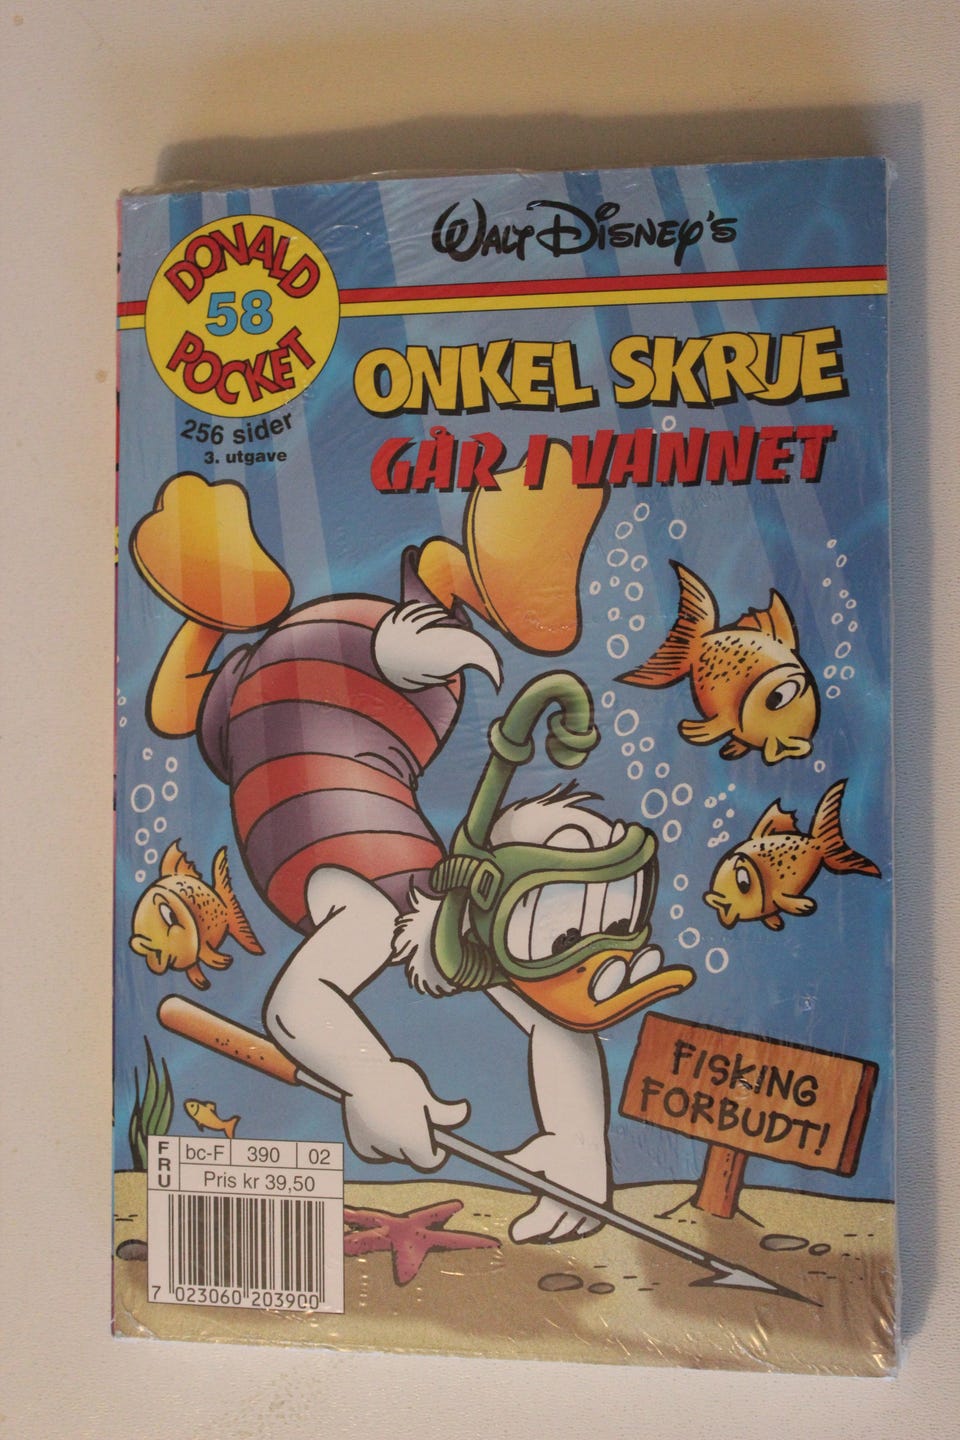 WALT DISNEY'S
DONALD
58
POCKET
256 sider
3. utgave
ONKEL SKRUE
GÅR I VANNET
FISKING
FORBUDT!
FRU
bc-F 390 02
Pris kr 39,50
7 023060 203900